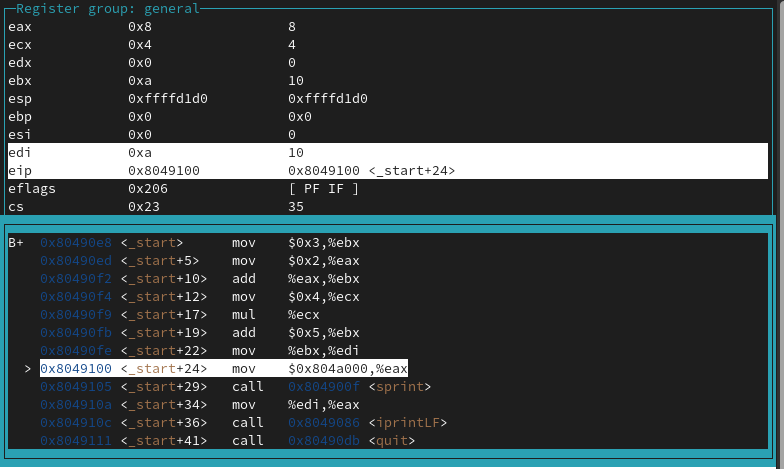 Register group: general
eax 0x8 8
ecx 0x4 4
edx 0x0 0
ebx 0xa 10
esp 0xffffd1d0 0xffffd1d0
ebp 0x0 0x0
esi 0x0 0
edi 0xa 10
eip 0x8049100 0x8049100 <_start+24>
eflags 0x206 [ PF IF ]
cs 0x23 35
B+ 0x80490e8 <_start> mov $0x3,%ebx
0x80490ed <_start+5> mov $0x2,%eax
0x80490f2 <_start+10> add %eax,%ebx
0x80490f4 <_start+12> mov $0x4,%ecx
0x80490f9 <_start+17> mul %ecx
0x80490fb <_start+19> add $0x5,%ebx
0x80490fe <_start+22> mov %ebx,%edi
> 0x8049100 <_start+24> mov $0x804a000,%eax
0x8049105 <_start+29> call 0x804900f <sprint>
0x804910a <_start+34> mov %edi,%eax
0x804910c <_start+36> call 0x8049086 <iprintLF>
0x8049111 <_start+41> call 0x80490db <quit>